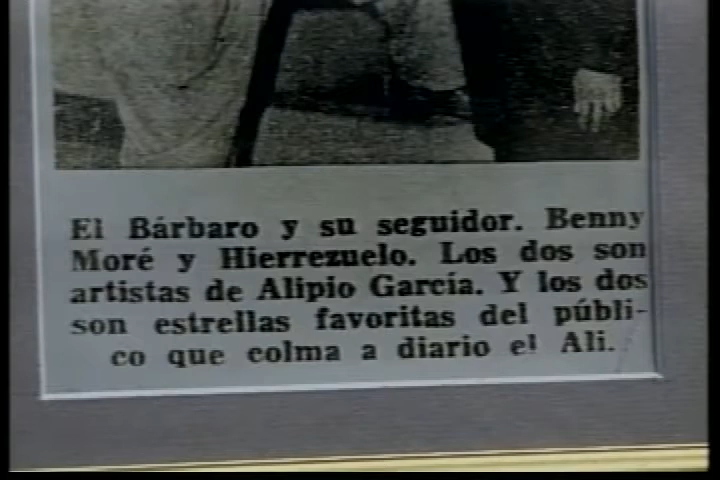 El Bárbaro y su seguidor. Benny
Moré y Hierrezuelo. Los dos son
artistas de Alipio García. Y los dos
son estrellas favoritas del públi-
co que colma a diario el Ali.